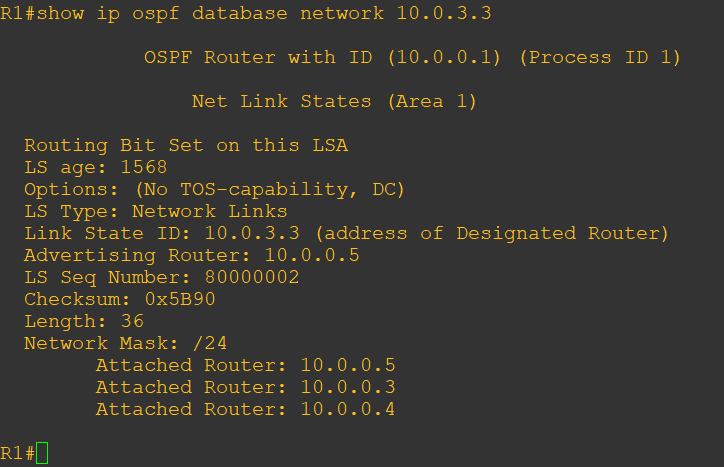 R1#show ip ospf database network 10.0.3.3
OSPF Router with ID (10.0.0.1) (Process ID 1)
Net Link States (Area 1)
Routing Bit Set on this LSA
LS age: 1568
Options: (No TOS-capability, DC)
LS Type: Network Links
Link State ID: 10.0.3.3 (address of Designated Router)
Advertising Router: 10.0.0.5
LS Seq Number: 80000002
Checksum: 0x5B90
Length: 36
Network Mask: /24
Attached Router: 10.0.0.5
Attached Router: 10.0.0.3
Attached Router: 10.0.0.4
R1#